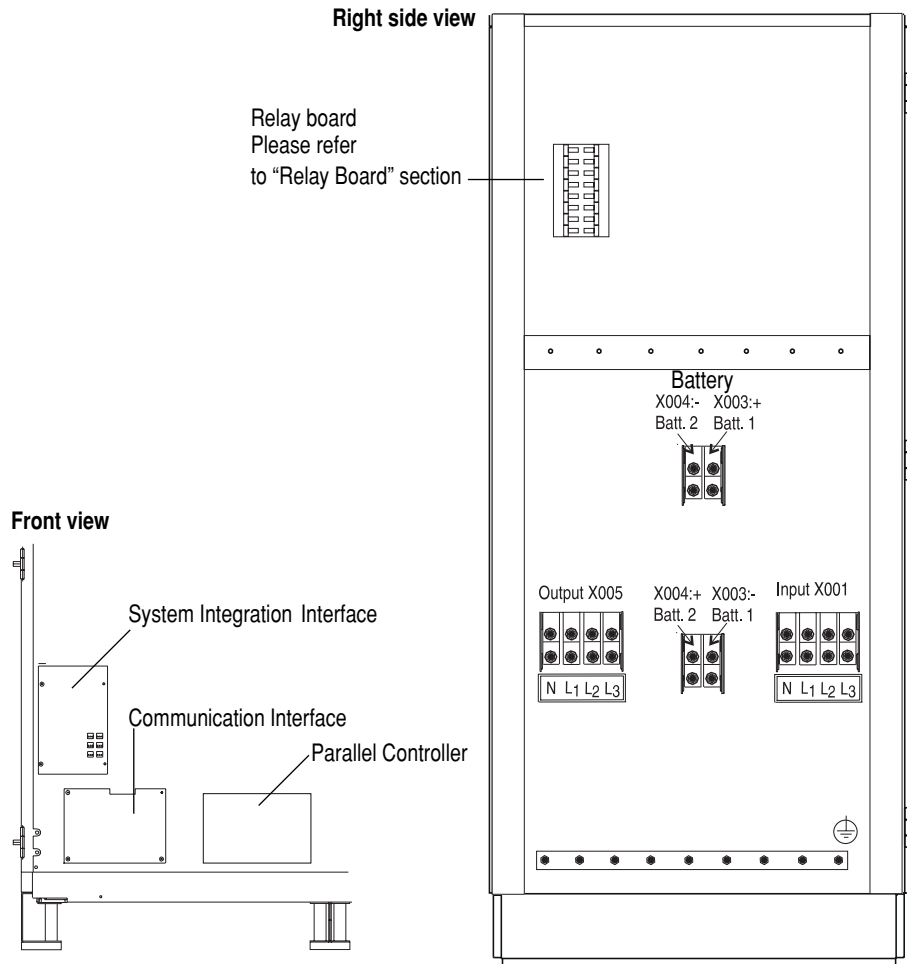 Right side view
Relay board
Please refer
to “Relay Board” section
Battery
X004:- X003:+
Batt. 2 Batt. 1
Front view
System Integration Interface
Communication Interface
Parallel Controller
Output X005
X004:+ X003:-
Batt. 2 Batt. 1
Input X001
N L1 L2 L3
N L1 L2 L3